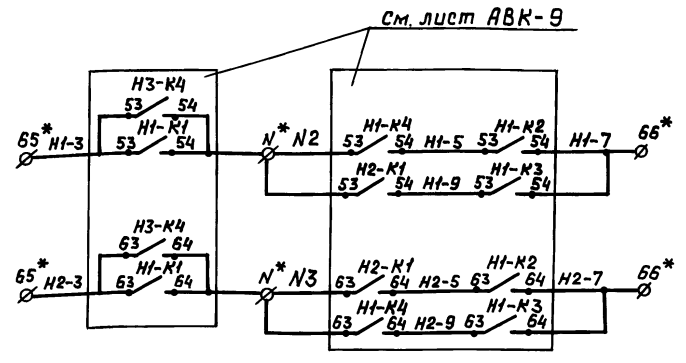 См. лист АВК-9
Н3-К4
53 54
65* Н1-3 Н1-К1 53 54 N* N2 53 Н1-К4 54 Н1-5 53 Н1-К2 54 Н1-7 66*
53 Н2-К1 54 Н1-9 53 Н1-К3 54
Н3-К4
63 64
65* Н2-3 63 Н1-К1 64 N* N3 63 Н2-К1 64 Н2-5 63 Н1-К2 64 Н2-7 66*
63 Н1-К4 64 Н2-9 63 Н1-К3 64